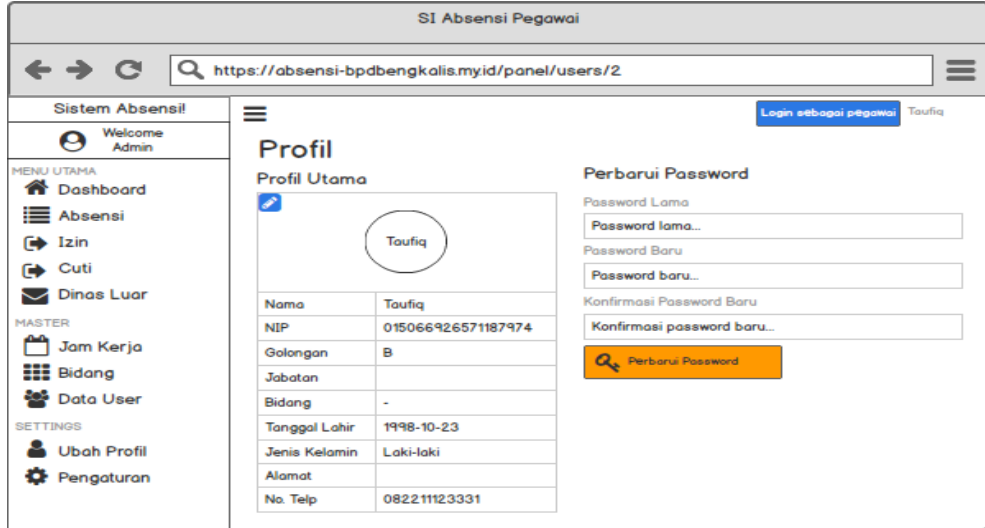 SI Absensi Pegawai
https://absensi-bpdbengkalis.my.id/panel/users/2
Sistem Absensi!
Welcome
Admin
MENU UTAMA
Dashboard
Absensi
Izin
Cuti
Dinas Luar
MASTER
Jam Kerja
Bidang
Data User
SETTINGS
Ubah Profil
Pengaturan
Login sebagai pegawai Taufiq
Profil
Profil Utama
Taufiq
Nama Taufiq
NIP 015066926571187974
Golongan B
Jabatan
Bidang -
Tanggal Lahir 1998-10-23
Jenis Kelamin Laki-laki
Alamat
No. Telp 082211123331
Perbarui Password
Password Lama
Password lama...
Password Baru
Password baru...
Konfirmasi Password Baru
Konfirmasi password baru...
Perbarui Password